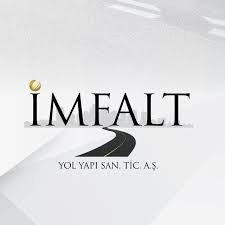 İMFALT
YOL YAPI SAN. TİC. A.Ş.